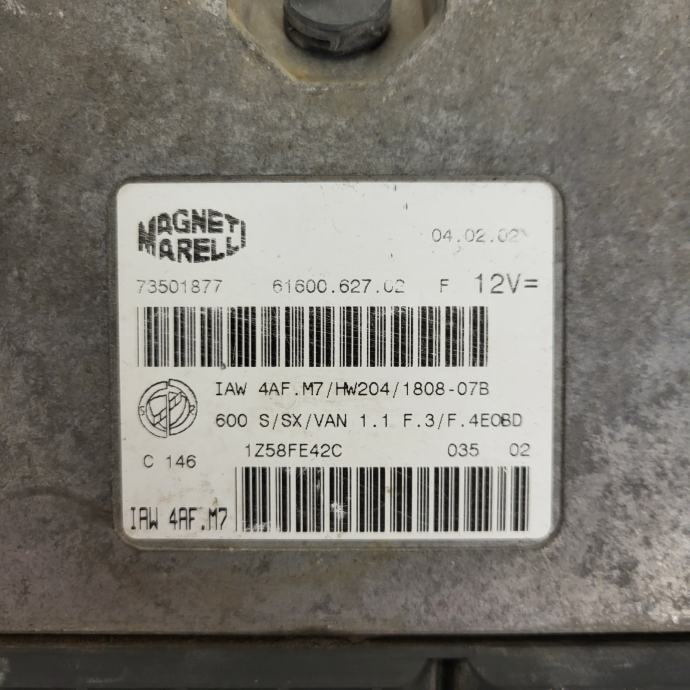 MAGNETI
MARELLI
04.02.02
73501877 61600.627.02 F 12V=
IAW 4AF.M7/HW204/1808-07B
S R
600 S/SX/VAN 1.1 F.3/F.4EOBD
C 146
1Z58FE42C 035 02
IAW 4AF.M7